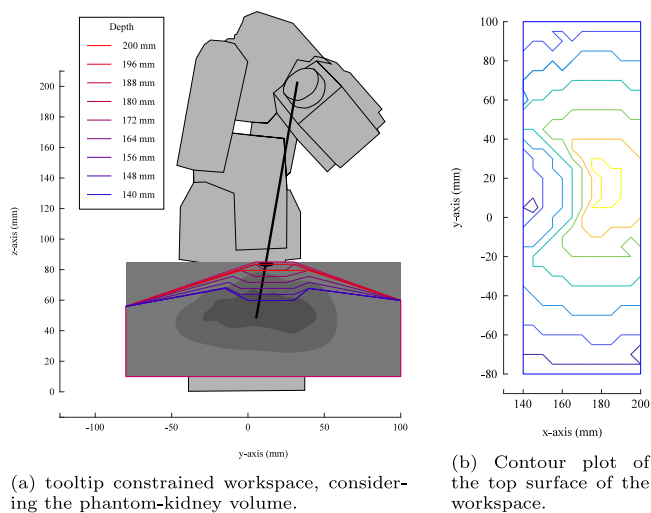 Depth
200 mm
196 mm
188 mm
180 mm
172 mm
164 mm
156 mm
148 mm
140 mm
z-axis (mm)
200
180
160
140
120
100
80
60
40
20
0
-100
-50
0
50
100
y-axis (mm)
(a) tooltip constrained workspace, consider-
ing the phantom-kidney volume.
y-axis (mm)
100
80
60
40
20
0
-20
-40
-60
-80
140
160
180
200
x-axis (mm)
(b) Contour plot of
the top surface of the
workspace.